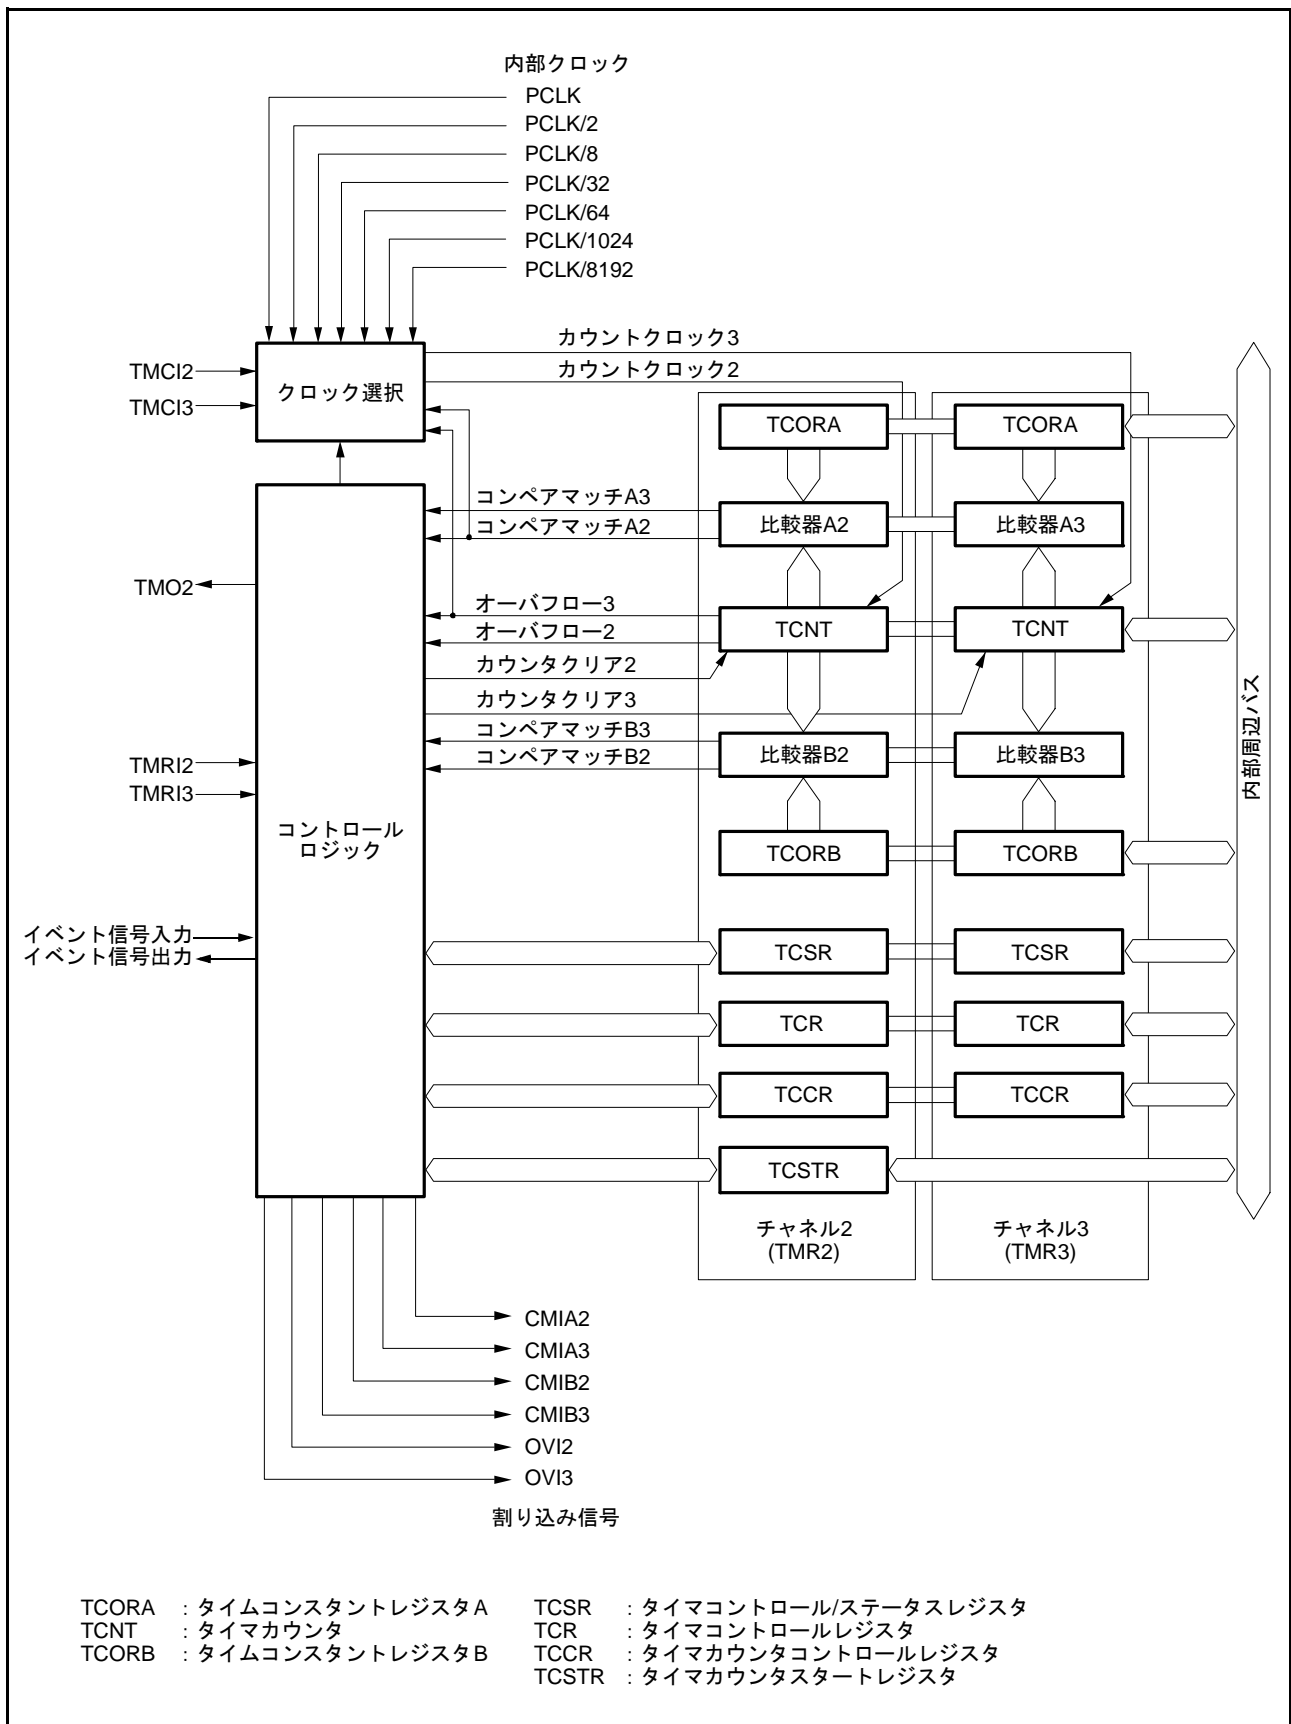 内部クロック
PCLK
PCLK/2
PCLK/8
PCLK/32
PCLK/64
PCLK/1024
PCLK/8192
カウントクロック3
カウントクロック2
TMCI2
TMCI3
クロック選択
TCORA
TCORA
コンペアマッチA3
コンペアマッチA2
比較器A2
比較器A3
TMO2
オーバフロー3
オーバフロー2
TCNT
TCNT
カウンタクリア2
カウンタクリア3
コンペアマッチB3
コンペアマッチB2
比較器B2
比較器B3
内部周辺バス
TMRI2
TMRI3
コントロール
ロジック
TCORB
TCORB
イベント信号入力
イベント信号出力
TCSR
TCSR
TCR
TCR
TCCR
TCCR
TCSTR
チャネル2
(TMR2)
チャネル3
(TMR3)
CMIA2
CMIA3
CMIB2
CMIB3
OVI2
OVI3
割り込み信号
TCORA : タイムコンスタントレジスタA
TCNT : タイマカウンタ
TCORB : タイムコンスタントレジスタB
TCSR : タイマコントロール/ステータスレジスタ
TCR : タイマコントロールレジスタ
TCCR : タイマカウンタコントロールレジスタ
TCSTR : タイマカウンタスタートレジスタ